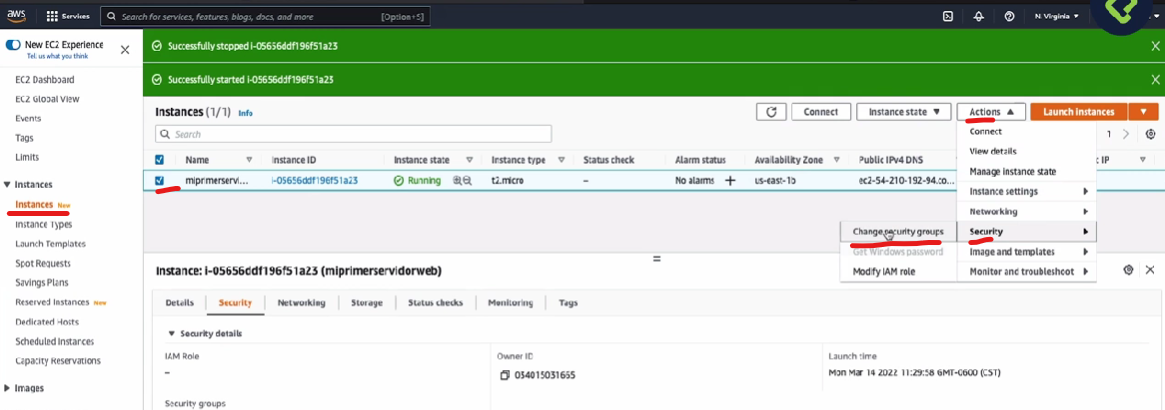 aws Services Search for services, features, blogs, docs, and more [Option+S] N. Virginia
New EC2 Experience
Tell us what you think
EC2 Dashboard
EC2 Global View
Events
Tags
Limits
Instances
Instances New
Instance Types
Launch Templates
Spot Requests
Savings Plans
Reserved Instances New
Dedicated Hosts
Scheduled Instances
Capacity Reservations
Images
Successfully stopped i-05656ddf196f51a23
Successfully started i-05656ddf196f51a23
Instances (1/1) Info Connect Instance state Actions Launch instances
Search 1
Name Instance ID Instance state Instance type Status check Alarm status Availability Zone Public IPv4 DNS IP
miprimerservi... i-05656ddf196f51a23 Running t2.micro – No alarms us-east-1b ec2-54-210-192-94.co...
Connect
View details
Manage instance state
Instance settings
Networking
Security
Image and templates
Monitor and troubleshoot
Change security groups
Get Windows password
Modify IAM role
Instance: i-05656ddf196f51a23 (miprimerservidorweb)
Details Security Networking Storage Status checks Monitoring Tags
Security details
IAM Role
–
Owner ID
034015031655
Launch time
Mon Mar 14 2022 11:29:58 GMT-0600 (CST)
Security groups